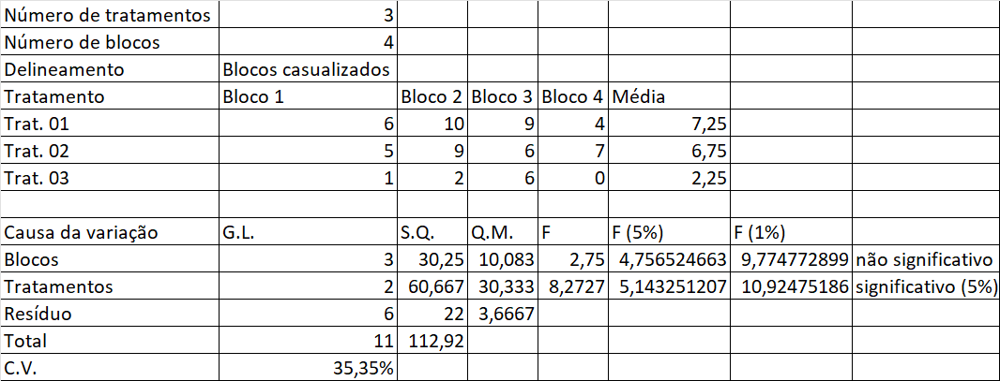 Número de tratamentos 3
Número de blocos 4
Delineamento Blocos casualizados
Tratamento Bloco 1 Bloco 2 Bloco 3 Bloco 4 Média
Trat. 01 6 10 9 4 7,25
Trat. 02 5 9 6 7 6,75
Trat. 03 1 2 6 0 2,25
Causa da variação G.L. S.Q. Q.M. F F (5%) F (1%)
Blocos 3 30,25 10,083 2,75 4,756524663 9,774772899 não significativo
Tratamentos 2 60,667 30,333 8,2727 5,143251207 10,92475186 significativo (5%)
Resíduo 6 22 3,6667
Total 11 112,92
C.V. 35,35%